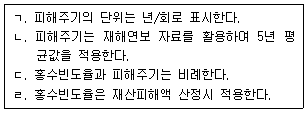 ㄱ. 피해주기의 단위는 년/회로 표시한다.
ㄴ. 피해주기는 재해연보 자료를 활용하여 5년 평
균값을 적용한다.
ㄷ. 홍수빈도율과 피해주기는 비례한다.
ㄹ. 홍수빈도율은 재산피해액 산정시 적용한다.